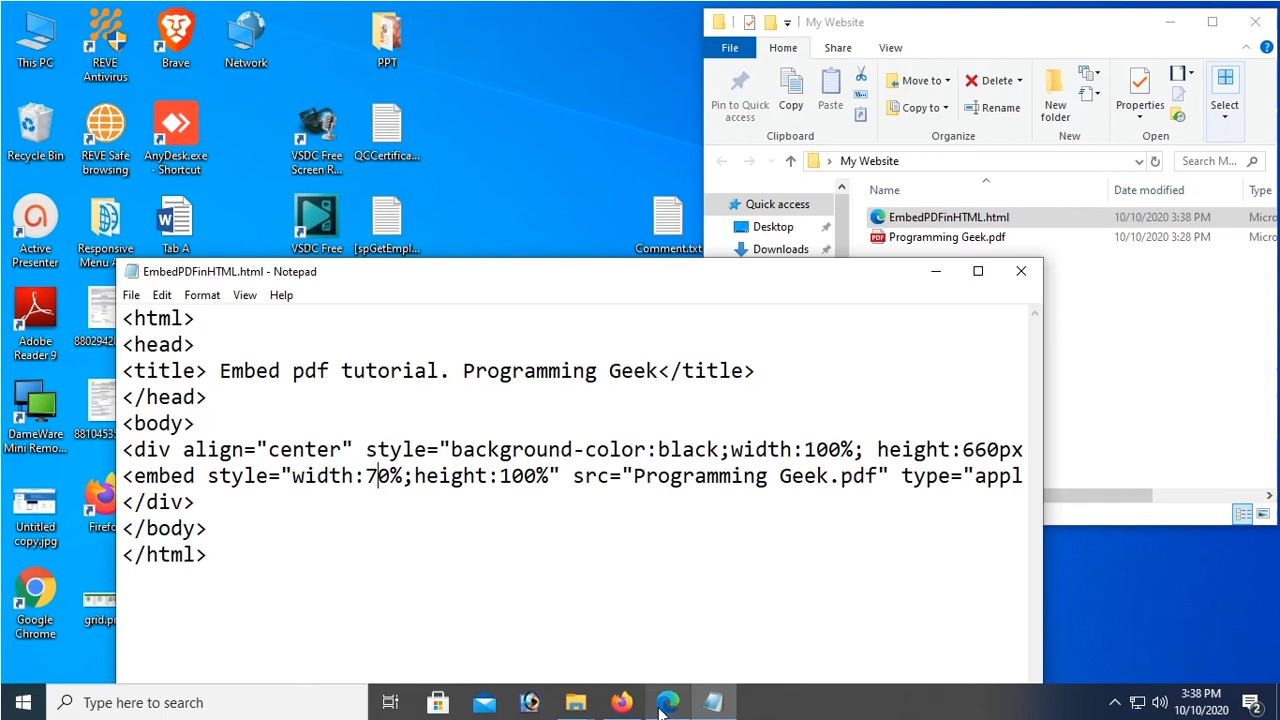 This PC
REVE Antivirus
Brave
Network
PPT
Recycle Bin
REVE Safe browsing
AnyDesk.exe - Shortcut
VSDC Free Screen R...
QCCertifica...
Active Presenter
Responsive Menu
Tab A
VSDC Free
[spGetEmpl...
Comment.txt
Adobe Reader 9
DameWare Mini Remo...
Untitled copy.jpg
Google Chrome
My Website
File Home Share View
Pin to Quick access
Copy
Paste
Move to
Copy to
Delete
Rename
New folder
Properties
Open
Select
Clipboard Organize New Open
My Website
Search M...
Quick access
Desktop
Downloads
Name Date modified Type
EmbedPDFinHTML.html 10/10/2020 3:38 PM Micro
Programming Geek.pdf 10/10/2020 3:28 PM Micro
EmbedPDFinHTML.html - Notepad
File Edit Format View Help
<html>
<head>
<title> Embed pdf tutorial. Programming Geek</title>
</head>
<body>
<div align="center" style="background-color:black;width:100%; height:660px
<embed style="width:70%;height:100%" src="Programming Geek.pdf" type="appl
</div>
</body>
</html>
Type here to search
3:38 PM
10/10/2020
2